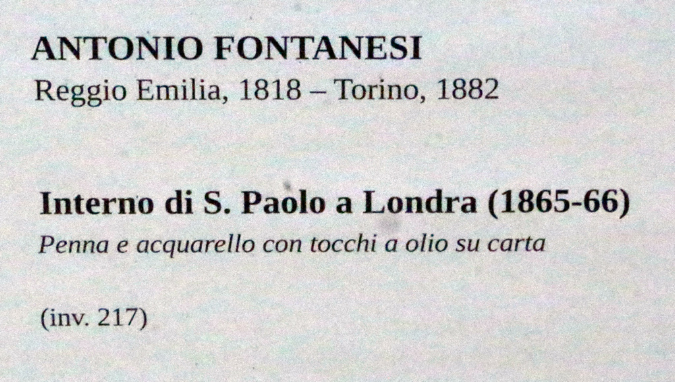 ANTONIO FONTANESI
Reggio Emilia, 1818 – Torino, 1882
Interno di S. Paolo a Londra (1865-66)
Penna e acquarello con tocchi a olio su carta
(inv. 217)